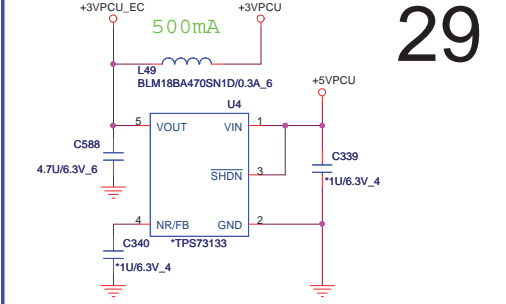 +3VPCU_EC
+3VPCU
500mA
29
L49
BLM18BA470SN1D/0.3A_6
+5VPCU
U4
5 VOUT VIN 1
C588
4.7U/6.3V_6
C339
*1U/6.3V_4
SHDN 3
4 NR/FB GND 2
*TPS73133
C340
*1U/6.3V_4